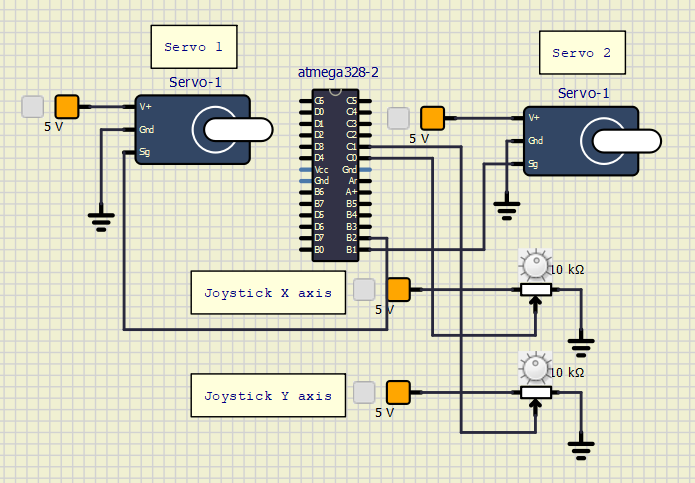 Servo 1
Servo-1
5 V
V+
Gnd
Sig
atmega328-2
C6 C5
D0 C4
D1 C3
D2 C2
D3 C1
D4 C0
Vcc Gnd
Gnd Ar
B6 A+
B7 B5
D5 B4
D6 B3
D7 B2
B0 B1
Servo 2
Servo-1
5 V
V+
Gnd
Sig
Joystick X axis
5 V
10 kΩ
Joystick Y axis
5 V
10 kΩ